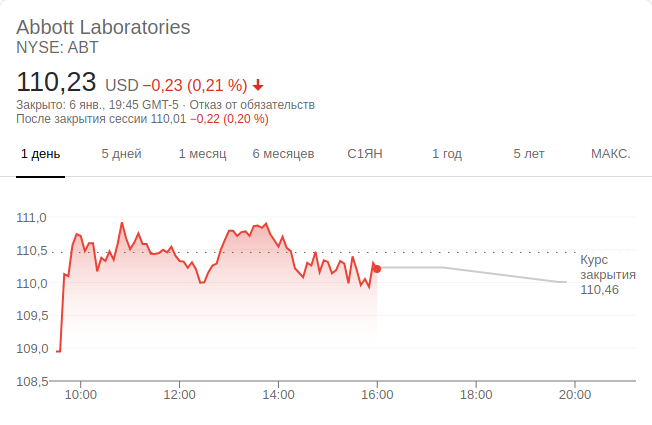 Abbott Laboratories
NYSE: ABT
110,23 USD −0,23 (0,21 %)
Закрыто: 6 янв., 19:45 GMT-5 · Отказ от обязательств
После закрытия сессии 110,01 −0,22 (0,20 %)
1 день 5 дней 1 месяц 6 месяцев С1ЯН 1 год 5 лет МАКС.
111,0
110,5
Курс
закрытия
110,46
110,0
109,5
109,0
108,5
10:00 12:00 14:00 16:00 18:00 20:00